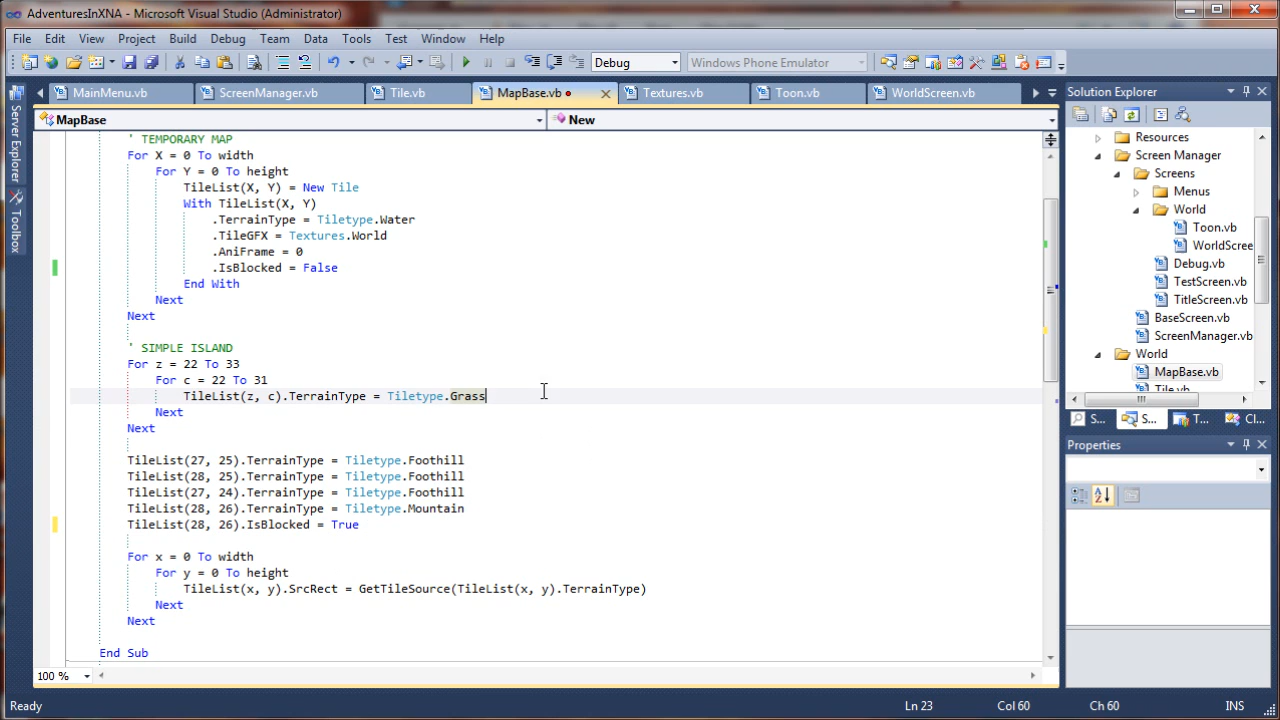 AdventuresInXNA - Microsoft Visual Studio (Administrator)
File Edit View Project Build Debug Team Data Tools Test Window Help
Debug Windows Phone Emulator
MainMenu.vb ScreenManager.vb Tile.vb MapBase.vb Textures.vb Toon.vb WorldScreen.vb
MapBase New
Server Explorer
Toolbox
' TEMPORARY MAP
For X = 0 To width
For Y = 0 To height
TileList(X, Y) = New Tile
With TileList(X, Y)
.TerrainType = Tiletype.Water
.TileGFX = Textures.World
.AniFrame = 0
.IsBlocked = False
End With
Next
Next
' SIMPLE ISLAND
For z = 22 To 33
For c = 22 To 31
TileList(z, c).TerrainType = Tiletype.Grass
Next
Next
TileList(27, 25).TerrainType = Tiletype.Foothill
TileList(28, 25).TerrainType = Tiletype.Foothill
TileList(27, 24).TerrainType = Tiletype.Foothill
TileList(28, 26).TerrainType = Tiletype.Mountain
TileList(28, 26).IsBlocked = True
For x = 0 To width
For y = 0 To height
TileList(x, y).SrcRect = GetTileSource(TileList(x, y).TerrainType)
Next
Next
End Sub
100 %
Solution Explorer
Resources
Screen Manager
Screens
Menus
World
Toon.vb
WorldScree
Debug.vb
TestScreen.vb
TitleScreen.vb
BaseScreen.vb
ScreenManager.vb
World
MapBase.vb
Tile.vb
S... S... T... Cl...
Properties
Ready Ln 23 Col 60 Ch 60 INS